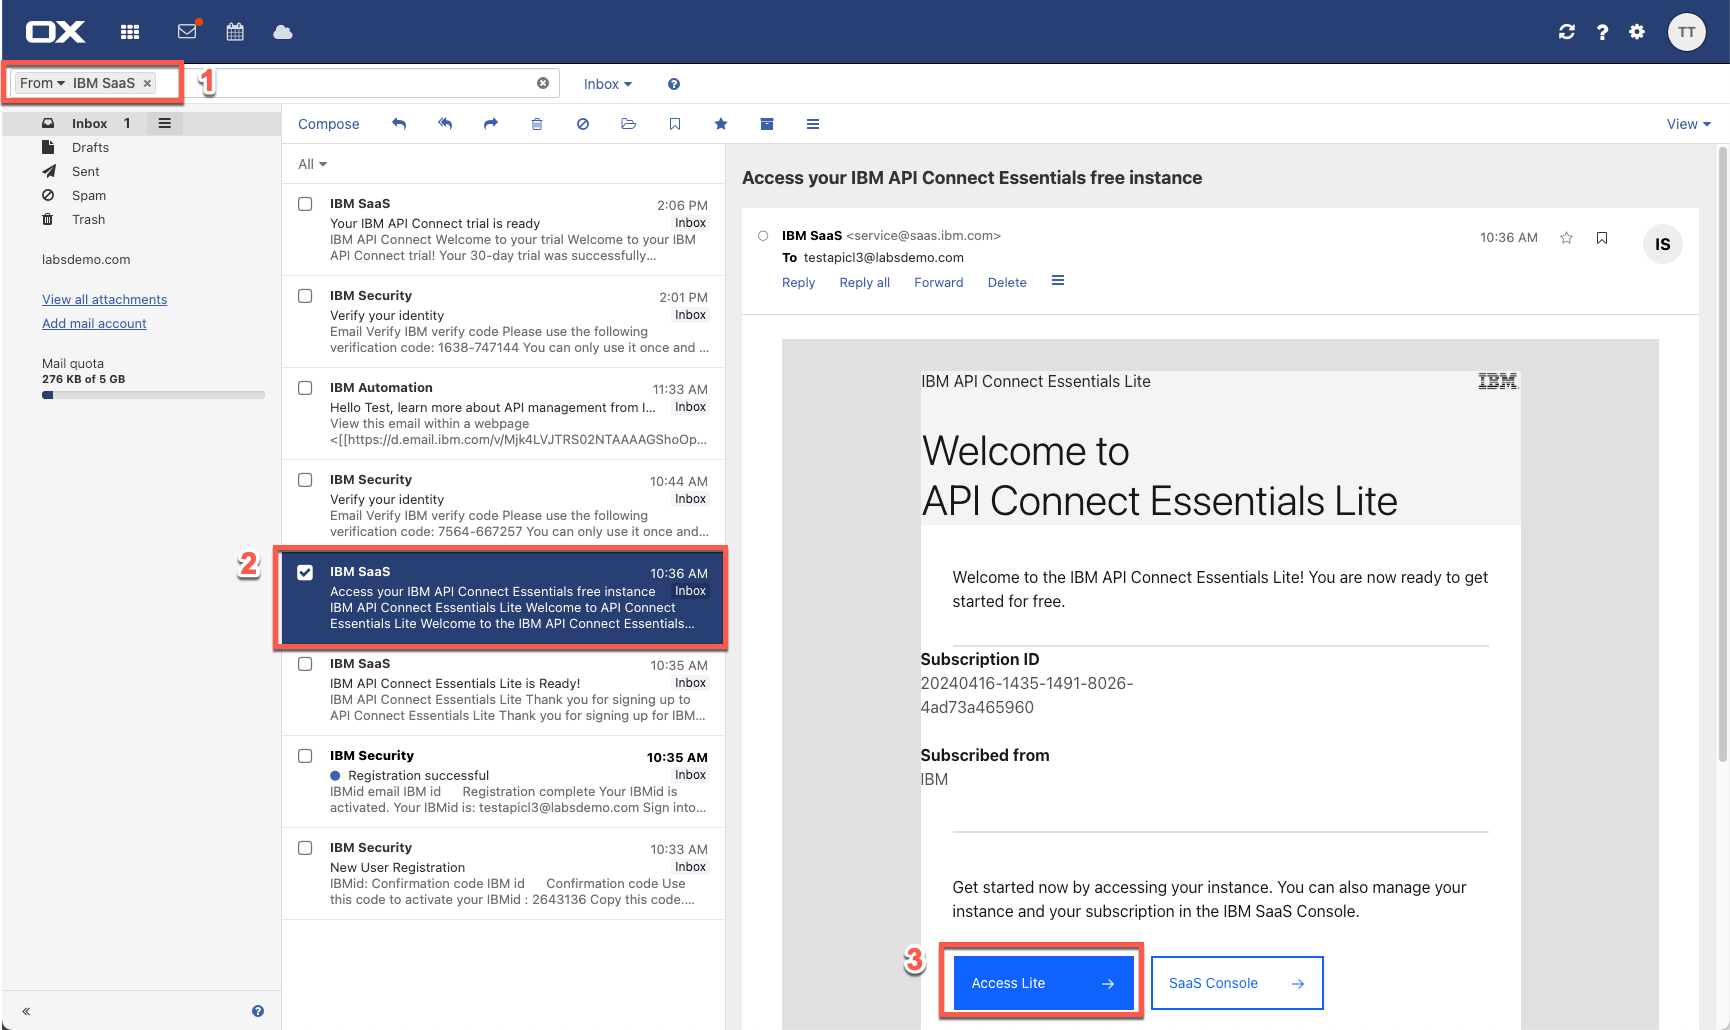 OX
TT
From IBM SaaS ×
1
Inbox
Inbox 1
Drafts
Sent
Spam
Trash
labsdemo.com
View all attachments
Add mail account
Mail quota
276 KB of 5 GB
Compose
View
All
IBM SaaS 2:06 PM
Your IBM API Connect trial is ready Inbox
IBM API Connect Welcome to your trial Welcome to your IBM
API Connect trial! Your 30-day trial was successfully...
IBM Security 2:01 PM
Verify your identity Inbox
Email Verify IBM verify code Please use the following
verification code: 1638-747144 You can only use it once and ...
IBM Automation 11:33 AM
Hello Test, learn more about API management from I... Inbox
View this email within a webpage
<[[https://d.email.ibm.com/v/Mjk4LVJTRS02NTAAAAGShoOp...
IBM Security 10:44 AM
Verify your identity Inbox
Email Verify IBM verify code Please use the following
verification code: 7564-667257 You can only use it once and...
2
IBM SaaS 10:36 AM
Access your IBM API Connect Essentials free instance Inbox
IBM API Connect Essentials Lite Welcome to API Connect
Essentials Lite Welcome to the IBM API Connect Essentials...
IBM SaaS 10:35 AM
IBM API Connect Essentials Lite is Ready! Inbox
IBM API Connect Essentials Lite Thank you for signing up to
API Connect Essentials Lite Thank you for signing up for IBM...
IBM Security 10:35 AM
Registration successful Inbox
IBMid email IBM id Registration complete Your IBMid is
activated. Your IBMid is: testapicl3@labsdemo.com Sign into...
IBM Security 10:33 AM
New User Registration Inbox
IBMid: Confirmation code IBM id Confirmation code Use
this code to activate your IBMid : 2643136 Copy this code....
Access your IBM API Connect Essentials free instance
IBM SaaS <service@saas.ibm.com> 10:36 AM
IS
To testapicl3@labsdemo.com
Reply Reply all Forward Delete
IBM API Connect Essentials Lite IBM
Welcome to
API Connect Essentials Lite
Welcome to the IBM API Connect Essentials Lite! You are now ready to get
started for free.
Subscription ID
20240416-1435-1491-8026-
4ad73a465960
Subscribed from
IBM
Get started now by accessing your instance. You can also manage your
instance and your subscription in the IBM SaaS Console.
3
Access Lite →
SaaS Console →
«